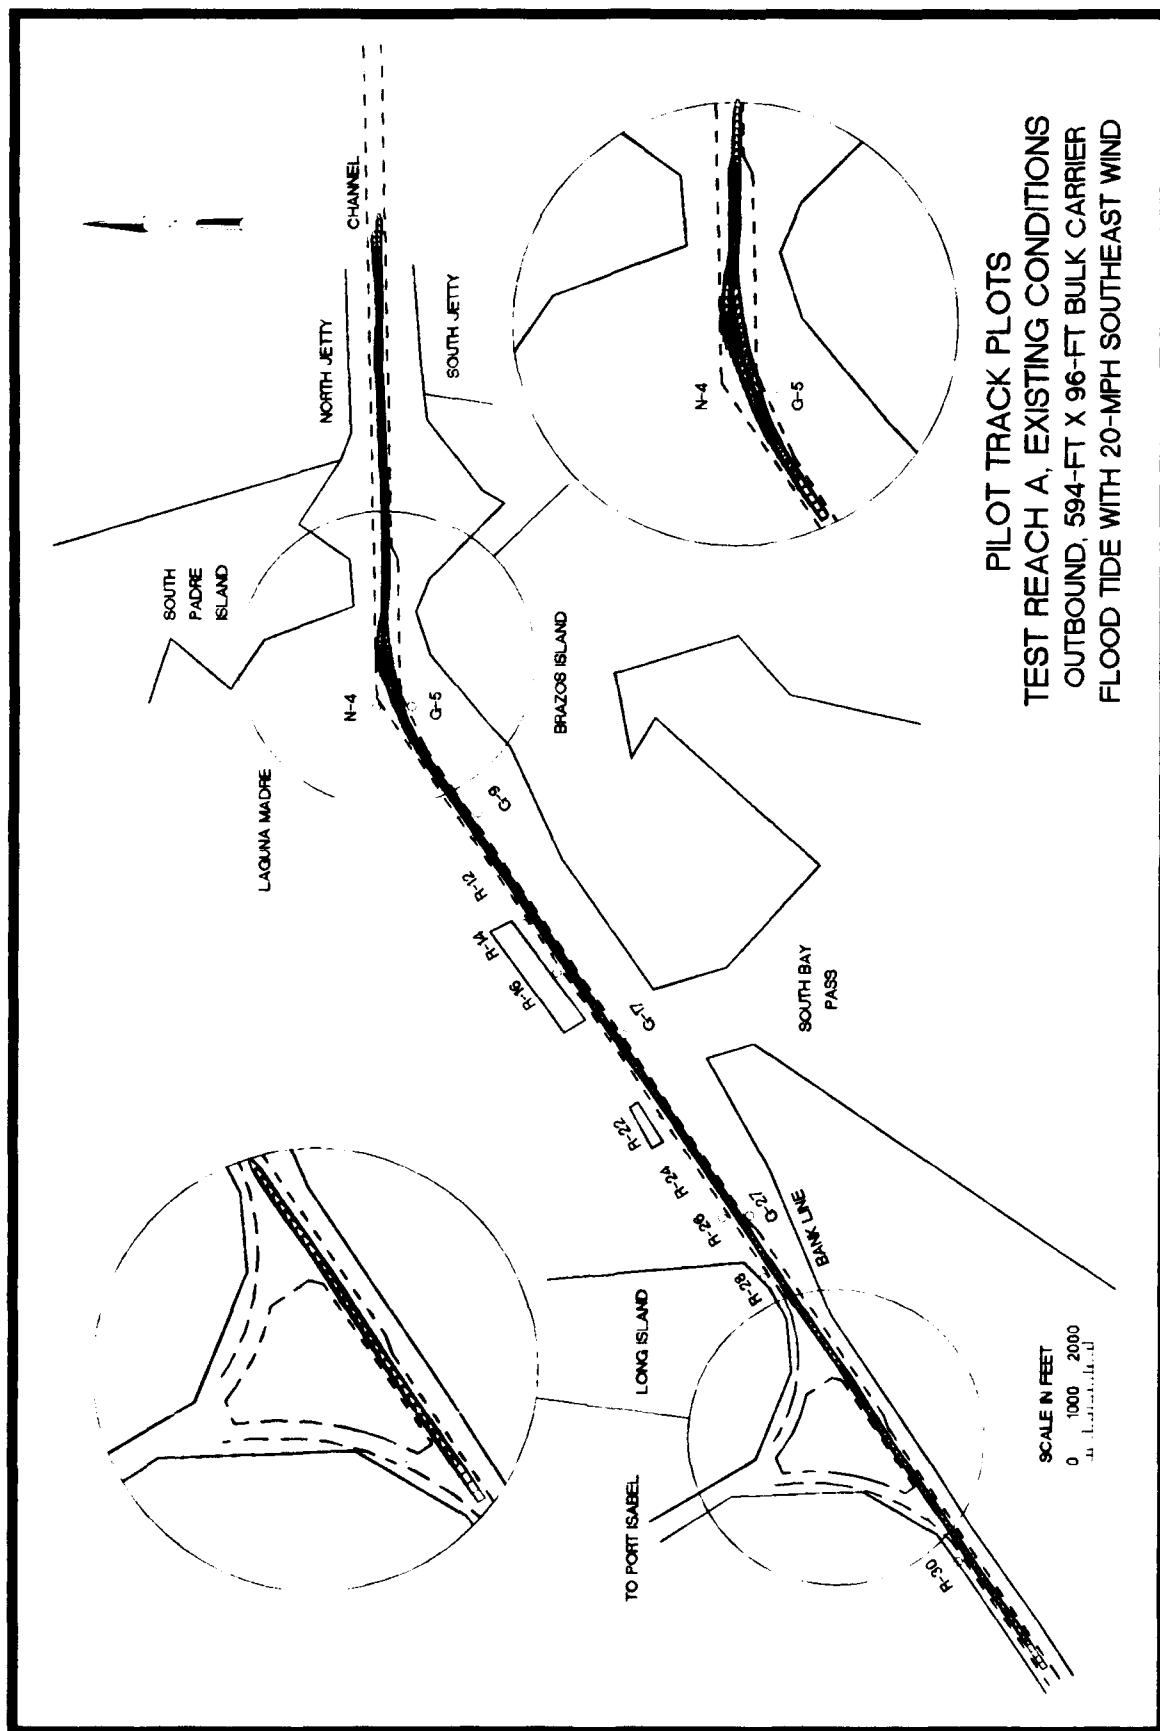 CHANNEL
NORTH JETTY
SOUTH JETTY
SOUTH
PADRE
ISLAND
N-4
G-5
LAGUNA MADRE
G-9
BRAZOS ISLAND
R-12
R-14
R-16
G-17
SOUTH BAY
PASS
R-22
R-24
R-26
G-27
R-28
BANK LINE
LONG ISLAND
TO PORT ISABEL
R-30
N-4
G-5
SCALE IN FEET
0 1000 2000
PILOT TRACK PLOTS
TEST REACH A, EXISTING CONDITIONS
OUTBOUND, 594-FT X 96-FT BULK CARRIER
FLOOD TIDE WITH 20-MPH SOUTHEAST WIND